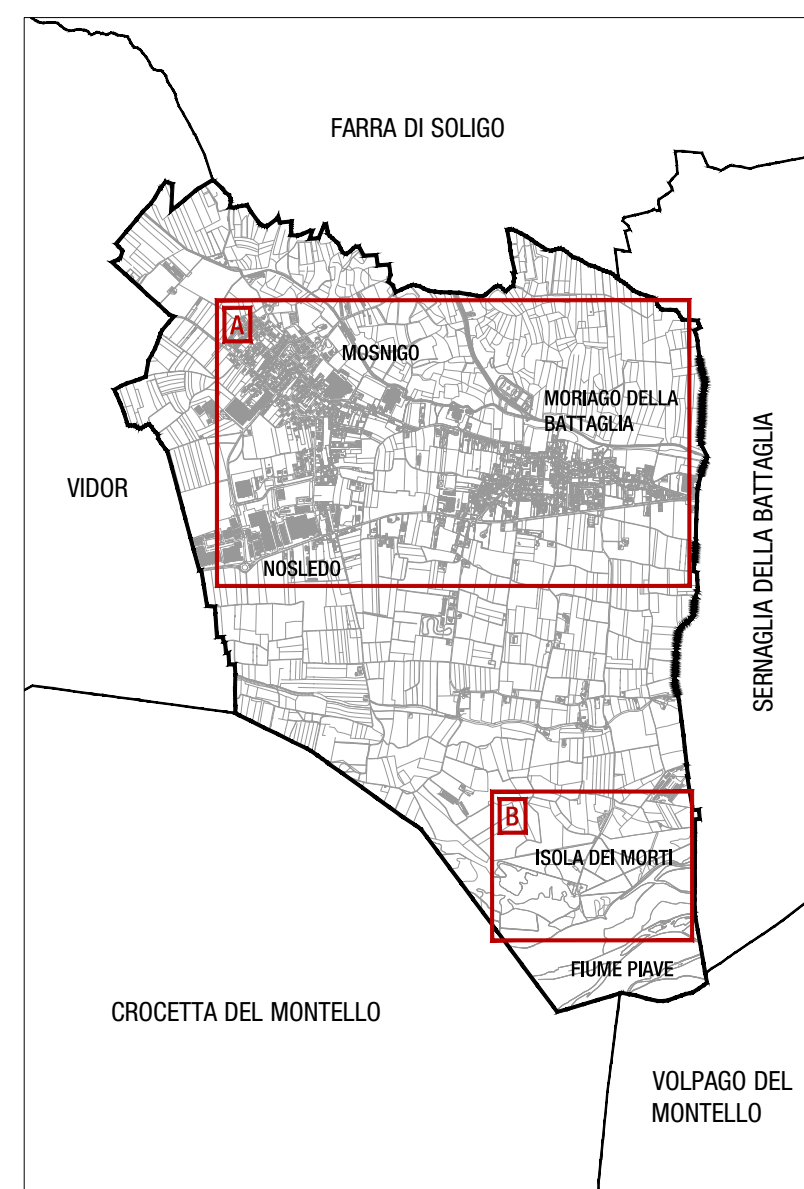 FARRA DI SOLIGO
A
MOSNIGO
MORIAGO DELLA
BATTAGLIA
VIDOR
SERNAGLIA DELLA BATTAGLIA
NOSLEDO
B
ISOLA DEI MORTI
FIUME PIAVE
CROCETTA DEL MONTELLO
VOLPAGO DEL
MONTELLO